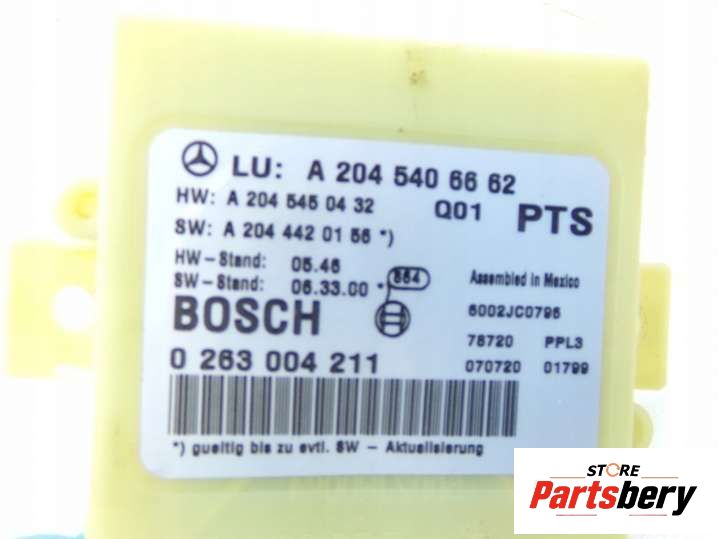 LU: A 204 540 66 62
HW: A 204 545 04 32 Q01 PTS
SW: A 204 442 01 56 *)
HW-Stand: 05.46
SW-Stand: 06.33.00 * 864 Assembled in Mexico
BOSCH 6002JC0796
78720 PPL3
0 263 004 211 070720 01799
*) gueltig bis zu evtl. SW - Aktualisierung
STORE
Partsbery